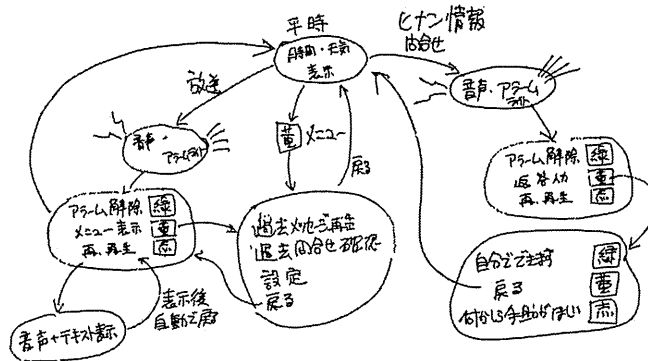 平時
時間・天気
表示
ヒナン情報
問合せ
音声・アラーム
ライト
放送
音声・
アラームライト
黄 メニュー
戻る
アラーム解除 緑
メニュー表示 黄
再、再生 赤
過去メッセージ再生
過去問合せ確認
設定
戻る
アラーム解除 緑
返答入力 黄
再、再生 赤
自分でできる 緑
戻る 黄
何かしら手助けがほしい 赤
音声+テキスト表示
表示後
自動で戻る